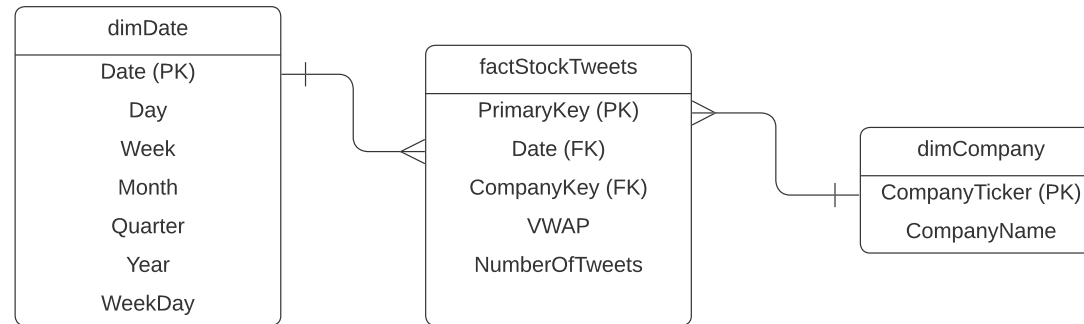 dimDate
Date (PK)
Day
Week
Month
Quarter
Year
WeekDay
factStockTweets
PrimaryKey (PK)
Date (FK)
CompanyKey (FK)
VWAP
NumberOfTweets
dimCompany
CompanyTicker (PK)
CompanyName